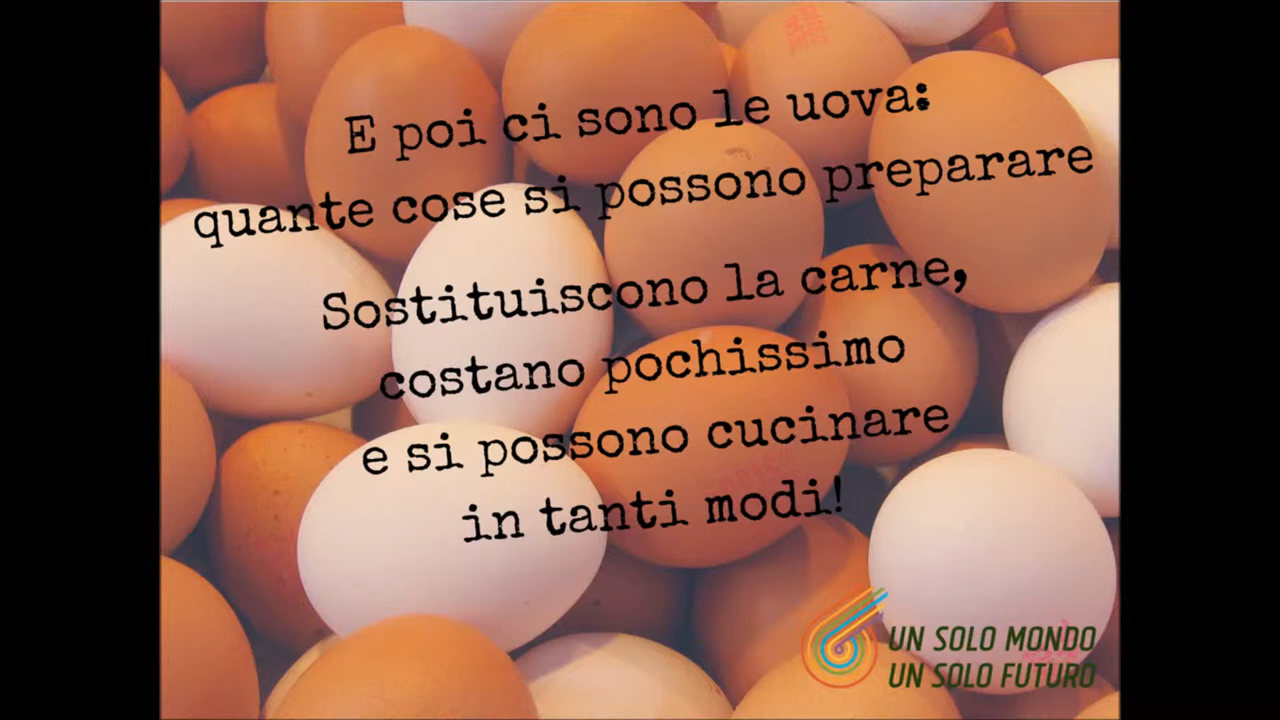 E poi ci sono le uova:
quante cose si possono preparare
Sostituiscono la carne,
costano pochissimo
e si possono cucinare
in tanti modi!
UN SOLO MONDO
UN SOLO FUTURO